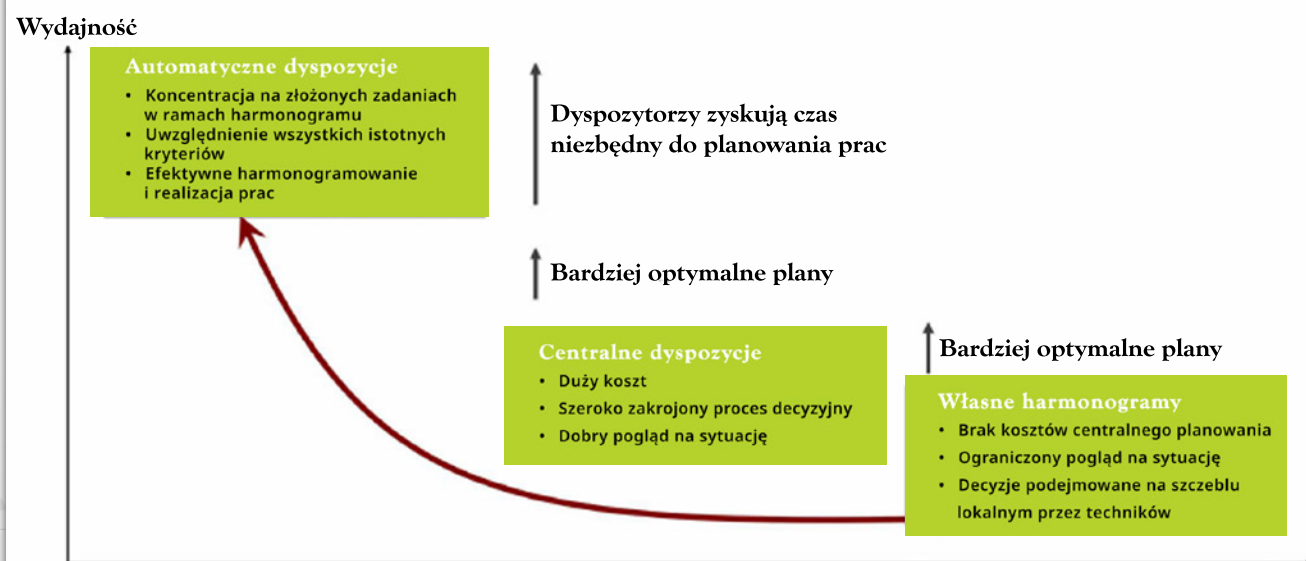 Wydajność
Automatyczne dyspozycje
• Koncentracja na złożonych zadaniach
w ramach harmonogramu
• Uwzględnienie wszystkich istotnych
kryteriów
• Efektywne harmonogramowanie
i realizacja prac
Dyspozytorzy zyskują czas
niezbędny do planowania prac
Bardziej optymalne plany
Centralne dyspozycje
• Duży koszt
• Szeroko zakrojony proces decyzyjny
• Dobry pogląd na sytuację
Bardziej optymalne plany
Własne harmonogramy
• Brak kosztów centralnego planowania
• Ograniczony pogląd na sytuację
• Decyzje podejmowane na szczeblu
lokalnym przez techników